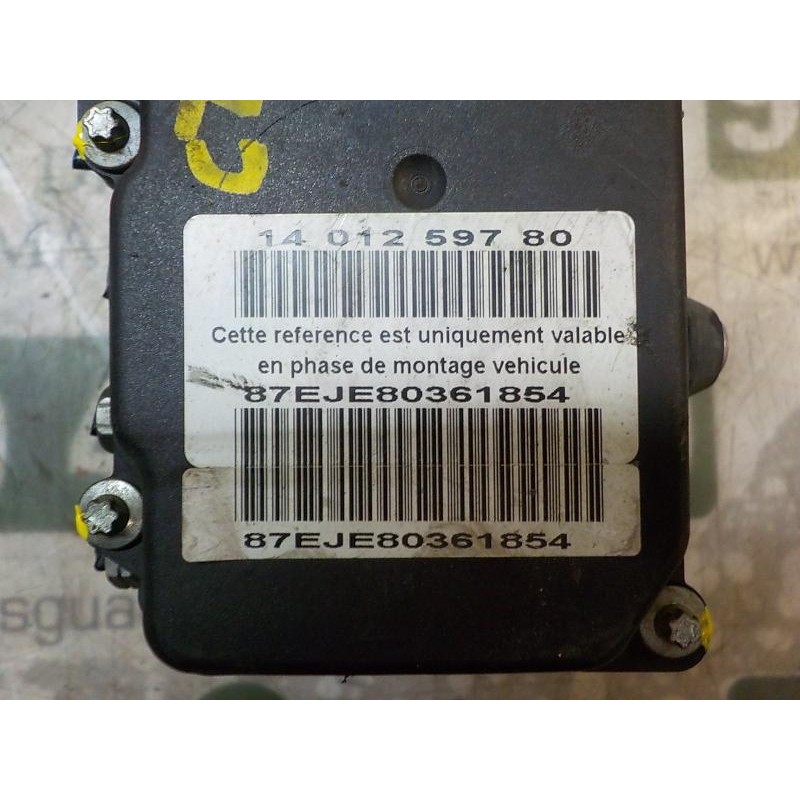 14 012 597 80
Cette reference est uniquement valable
en phase de montage vehicule
87EJE80361854
87EJE80361854